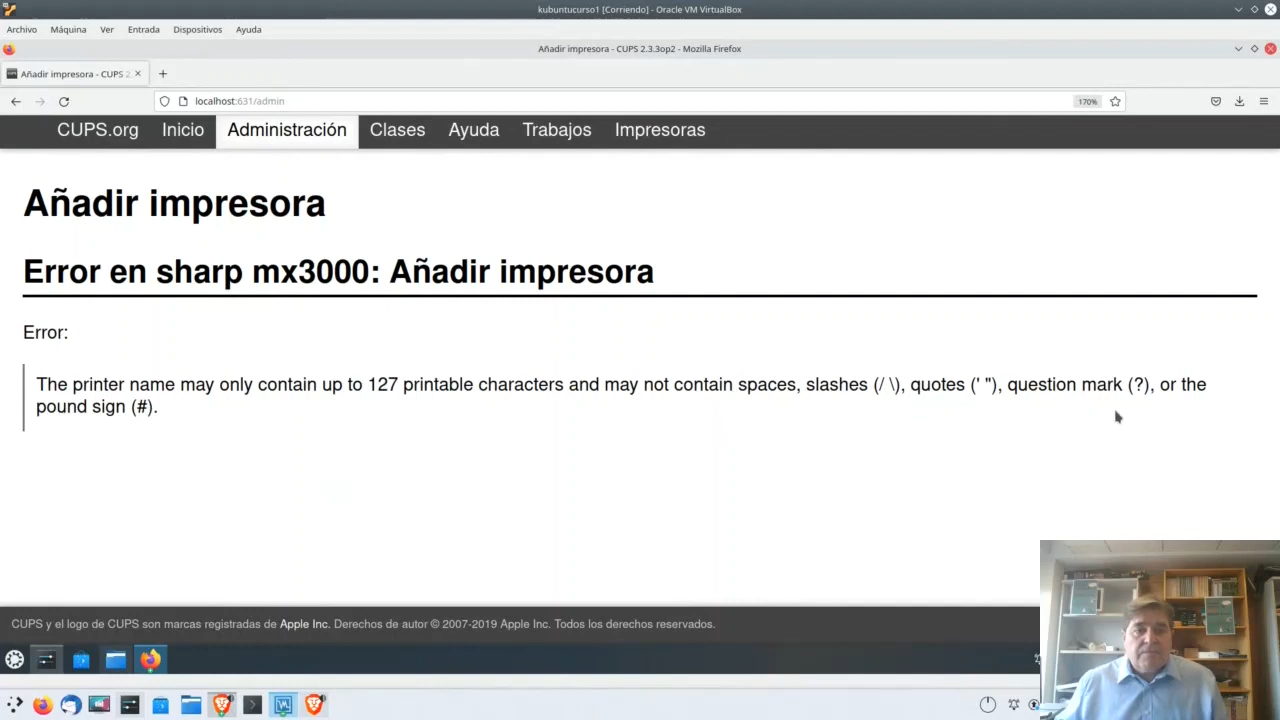 kubuntucurso1 [Corriendo] - Oracle VM VirtualBox
Archivo Máquina Ver Entrada Dispositivos Ayuda
Añadir impresora - CUPS 2.3.3op2 - Mozilla Firefox
Añadir impresora - CUPS 2.
localhost:631/admin
170%
CUPS.org Inicio Administración Clases Ayuda Trabajos Impresoras
Añadir impresora
Error en sharp mx3000: Añadir impresora
Error:
The printer name may only contain up to 127 printable characters and may not contain spaces, slashes (/ \), quotes (' "), question mark (?), or the
pound sign (#).
CUPS y el logo de CUPS son marcas registradas de Apple Inc. Derechos de autor © 2007-2019 Apple Inc. Todos los derechos reservados.